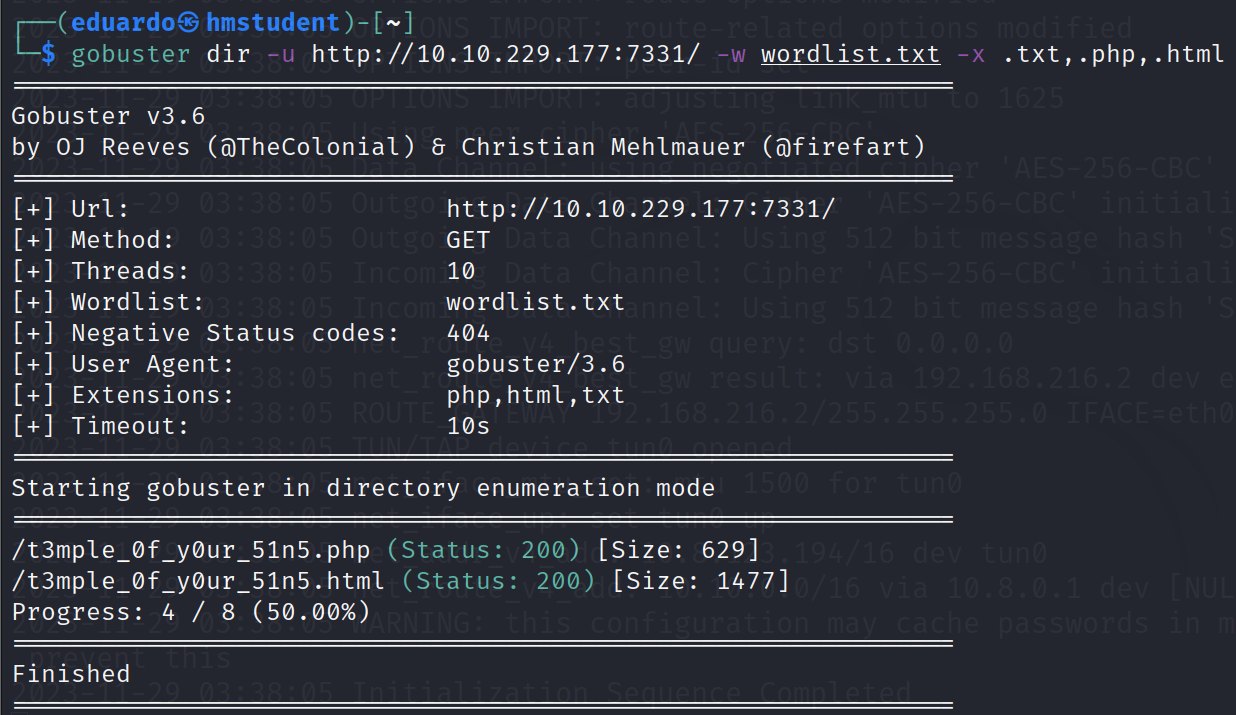 ┌──(eduardo㉿hmstudent)-[~]
└─$ gobuster dir -u http://10.10.229.177:7331/ -w wordlist.txt -x .txt,.php,.html
===============================================================
Gobuster v3.6
by OJ Reeves (@TheColonial) & Christian Mehlmauer (@firefart)
===============================================================
[+] Url:                     http://10.10.229.177:7331/
[+] Method:                  GET
[+] Threads:                 10
[+] Wordlist:                wordlist.txt
[+] Negative Status codes:   404
[+] User Agent:              gobuster/3.6
[+] Extensions:              php,html,txt
[+] Timeout:                 10s
===============================================================
Starting gobuster in directory enumeration mode
===============================================================
/t3mple_0f_y0ur_51n5.php (Status: 200) [Size: 629]
/t3mple_0f_y0ur_51n5.html (Status: 200) [Size: 1477]
Progress: 4 / 8 (50.00%)
===============================================================
Finished
===============================================================